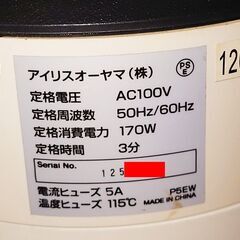 PS
E
アイリスオーヤマ(株)
定格電圧 AC100V
定格周波数 50Hz/60Hz
定格消費電力 170W
定格時間 3分
Serial No.
125
電流ヒューズ 5A P5EW
温度ヒューズ 115℃ MADE IN CHINA